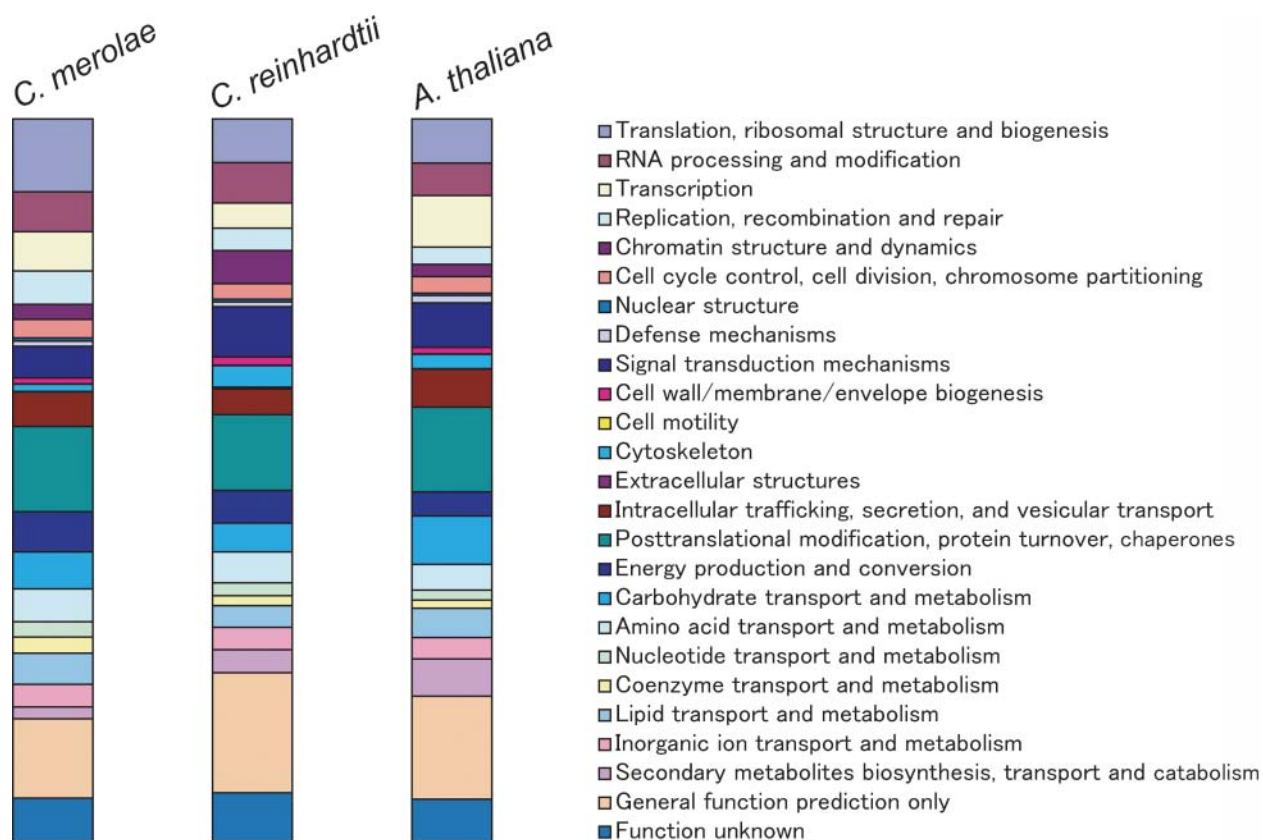 C. merolae
C. reinhardtii
A. thaliana
Translation, ribosomal structure and biogenesis
RNA processing and modification
Transcription
Replication, recombination and repair
Chromatin structure and dynamics
Cell cycle control, cell division, chromosome partitioning
Nuclear structure
Defense mechanisms
Signal transduction mechanisms
Cell wall/membrane/envelope biogenesis
Cell motility
Cytoskeleton
Extracellular structures
Intracellular trafficking, secretion, and vesicular transport
Posttranslational modification, protein turnover, chaperones
Energy production and conversion
Carbohydrate transport and metabolism
Amino acid transport and metabolism
Nucleotide transport and metabolism
Coenzyme transport and metabolism
Lipid transport and metabolism
Inorganic ion transport and metabolism
Secondary metabolites biosynthesis, transport and catabolism
General function prediction only
Function unknown